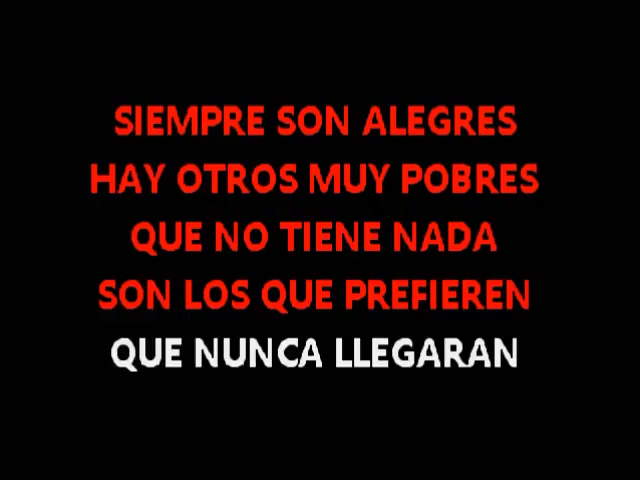 SIEMPRE SON ALEGRES
HAY OTROS MUY POBRES
QUE NO TIENE NADA
SON LOS QUE PREFIEREN
QUE NUNCA LLEGARAN